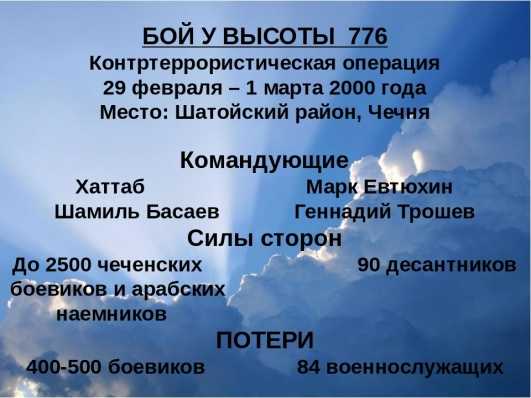 БОЙ У ВЫСОТЫ 776
Контртеррористическая операция
29 февраля – 1 марта 2000 года
Место: Шатойский район, Чечня
Командующие
Хаттаб Марк Евтюхин
Шамиль Басаев Геннадий Трошев
Силы сторон
До 2500 чеченских 90 десантников
боевиков и арабских
наемников
ПОТЕРИ
400-500 боевиков 84 военнослужащих